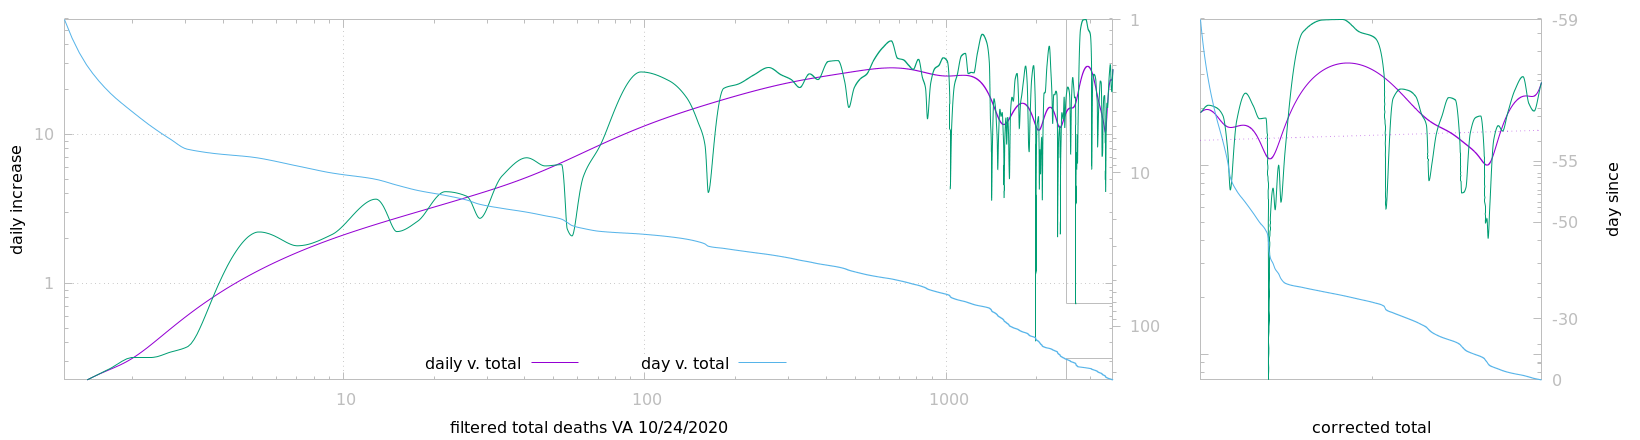 daily increase
10
1
daily v. total
day v. total
10
100
1000
filtered total deaths VA 10/24/2020
1
10
100
-59
-55
-50
-30
0
day since
corrected total